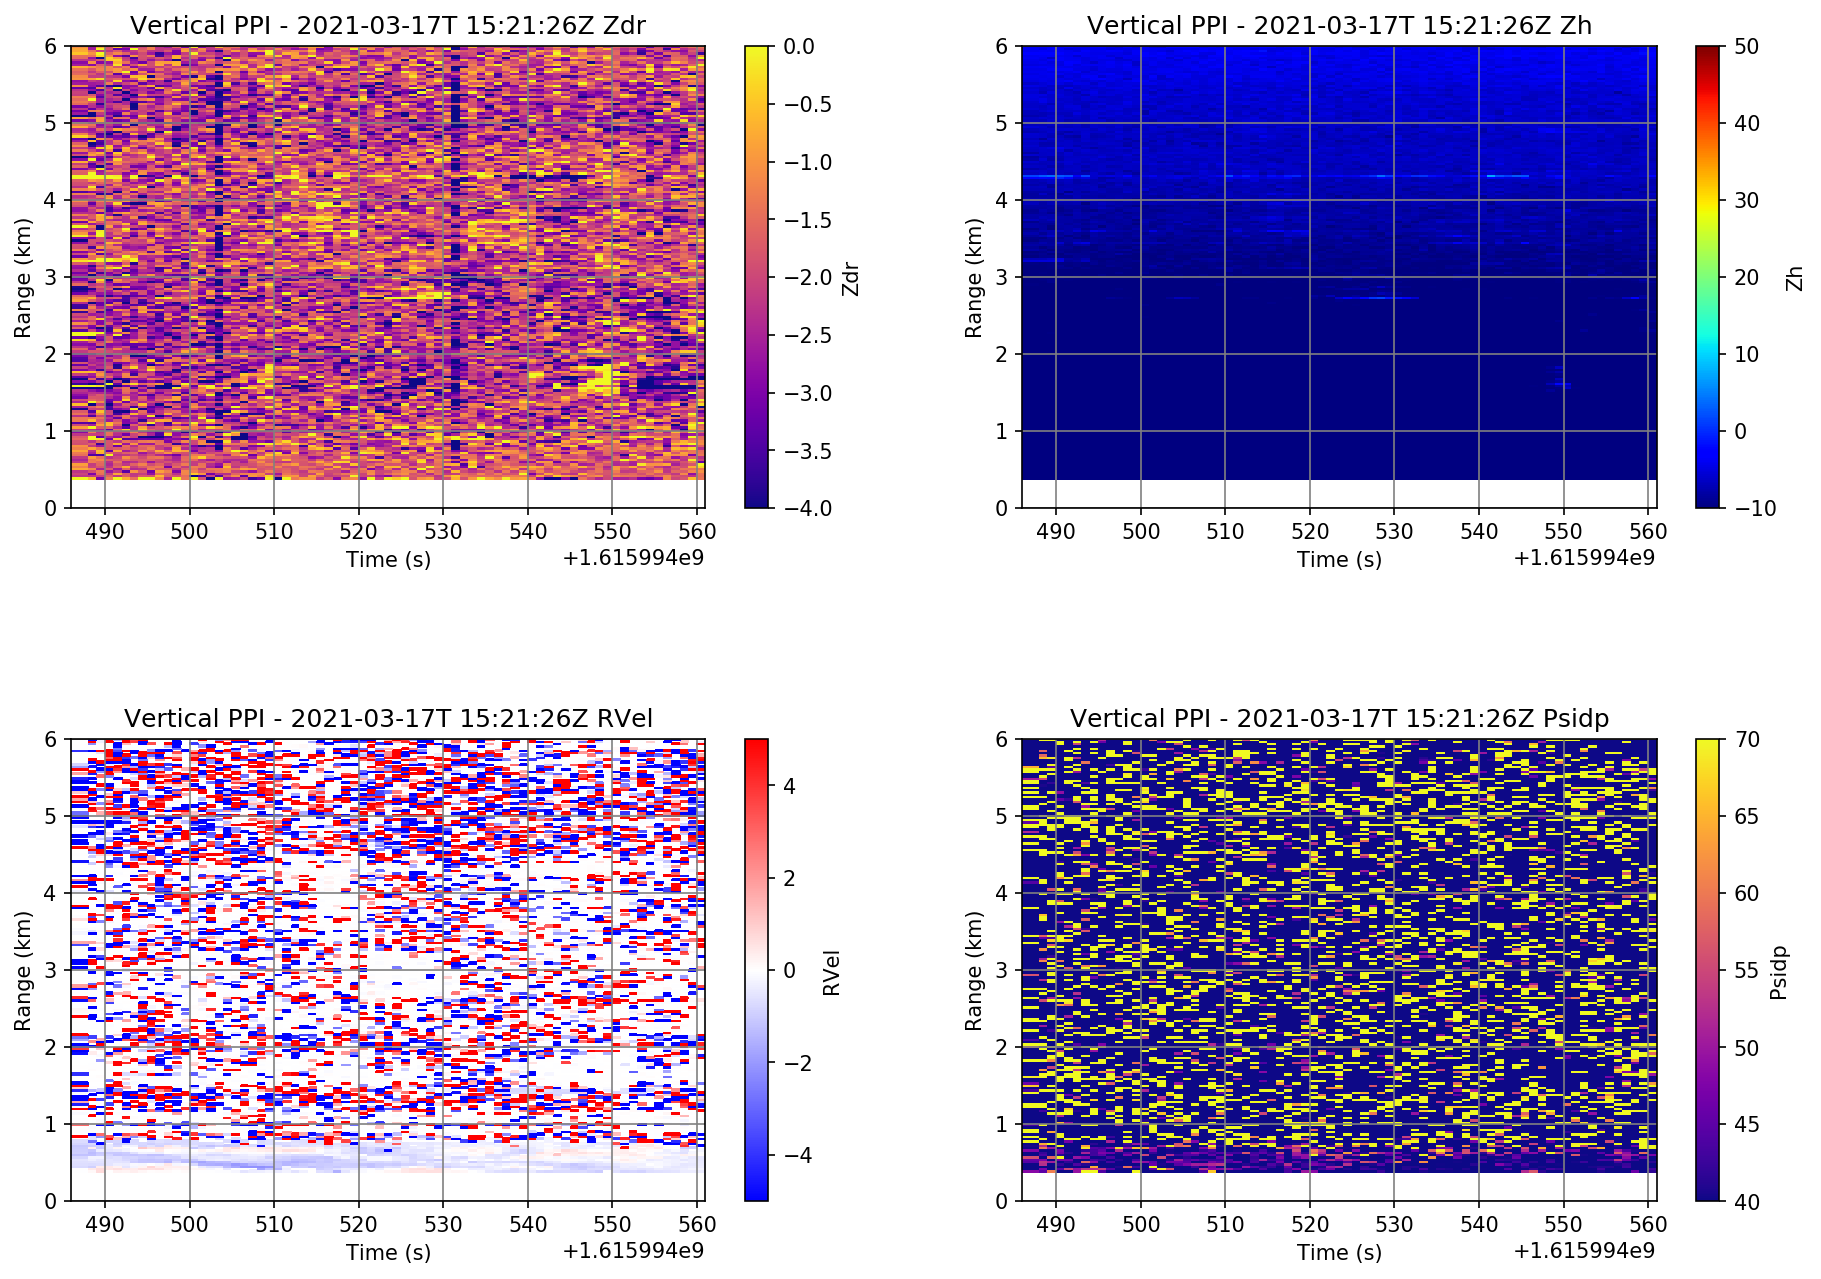 Vertical PPI - 2021-03-17T 15:21:26Z Zdr
6
5
4
3
2
1
0
Range (km)
490 500 510 520 530 540 550 560
Time (s)
+1.615994e9
0.0
−0.5
−1.0
−1.5
−2.0
−2.5
−3.0
−3.5
−4.0
Zdr
Vertical PPI - 2021-03-17T 15:21:26Z Zh
6
5
4
3
2
1
0
Range (km)
490 500 510 520 530 540 550 560
Time (s)
+1.615994e9
50
40
30
20
10
0
−10
Zh
Vertical PPI - 2021-03-17T 15:21:26Z RVel
6
5
4
3
2
1
0
Range (km)
490 500 510 520 530 540 550 560
Time (s)
+1.615994e9
4
2
0
−2
−4
RVel
Vertical PPI - 2021-03-17T 15:21:26Z Psidp
6
5
4
3
2
1
0
Range (km)
490 500 510 520 530 540 550 560
Time (s)
+1.615994e9
70
65
60
55
50
45
40
Psidp